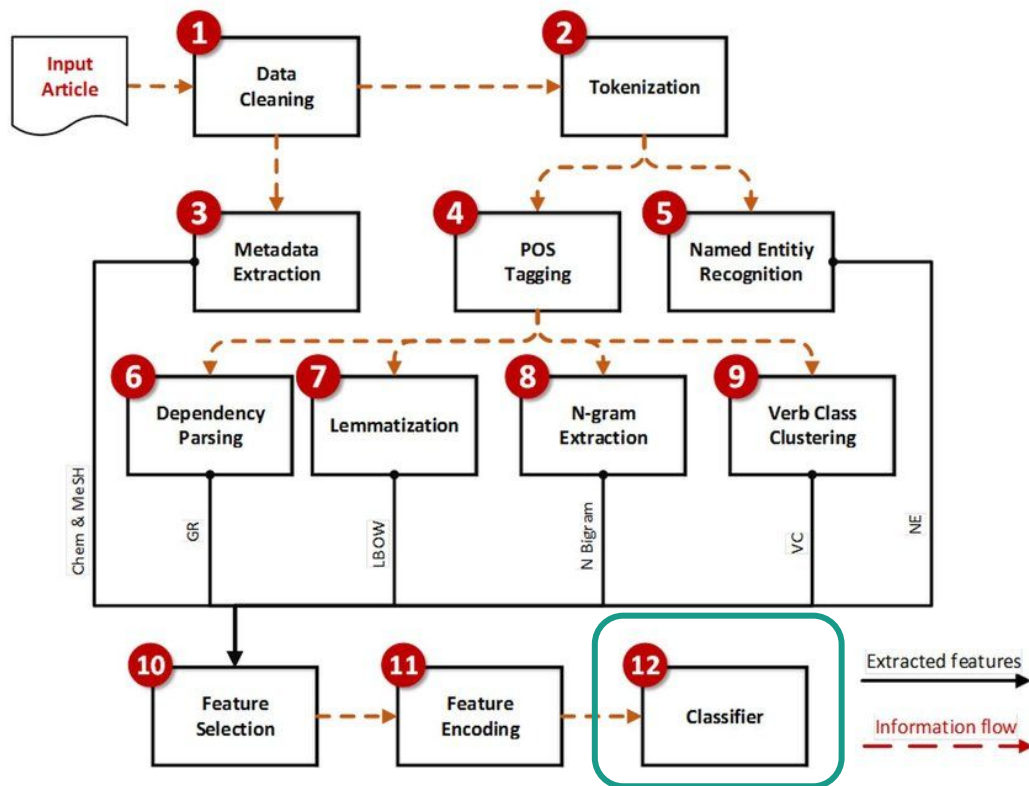 Input
Article
1
Data
Cleaning
2
Tokenization
3
Metadada
Extraction
4
POS
Tagging
5
Named Entitiy
Recognition
6
Dependency
Parsing
7
Lemmatization
8
N-gram
Extraction
9
Verb Class
Clustering
Chem & MeSH
GR
LBOW
N Bigram
VC
NE
10
Feature
Selection
11
Feature
Encoding
12
Classifier
Extracted features
Information flow